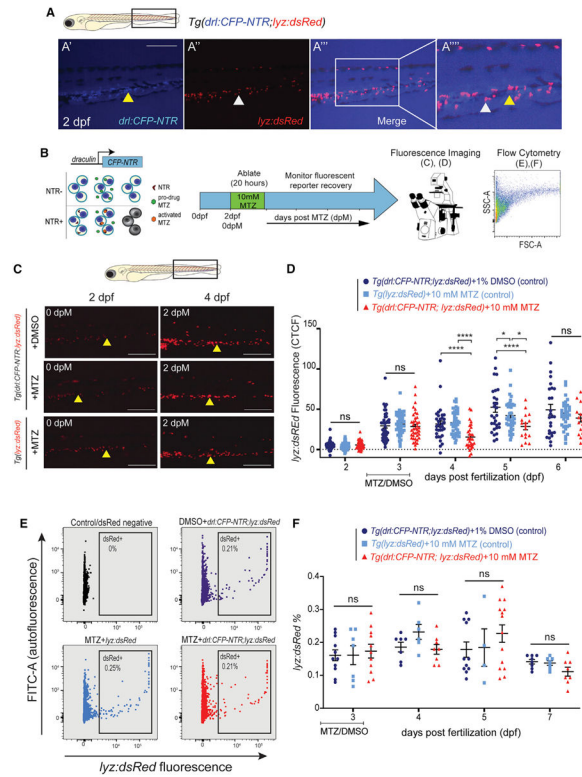 A
Tg(drl:CFP-NTR;lyz:dsRed)
A'
A''
A'''
A''''
2 dpf
drl:CFP-NTR
lyz:dsRed
Merge
B
draculin
CFP-NTR
NTR-
NTR+
NTR
pro-drug
MTZ
activated
MTZ
Ablate
(20 hours)
10mM
MTZ
Monitor fluorescent
reporter recovery
0dpf
2dpf
0dpM
days post MTZ (dpM)
Fluorescence Imaging
(C), (D)
Flow Cytometry
(E),(F)
SSC-A
FSC-A
C
2 dpf
4 dpf
Tg(drl:CFP-NTR;lyz:dsRed)
+DMSO
+MTZ
Tg(lyz:dsRed)
+MTZ
0 dpM
2 dpM
0 dpM
2 dpM
0 dpM
2 dpM
D
Tg(drl:CFP-NTR;lyz:dsRed)+1% DMSO (control)
Tg(lyz:dsRed)+10 mM MTZ (control)
Tg(drl:CFP-NTR; lyz:dsRed)+10 mM MTZ
lyz:dsRed Fluorescence (CTCF)
150
100
50
0
ns
ns
****
****
* *
****
ns
2 3 4 5 6
MTZ/DMSO
days post fertilization (dpf)
E
Control/dsRed negative
dsRed+
0%
DMSO+drl:CFP-NTR;lyz:dsRed
dsRed+
0.21%
MTZ+lyz:dsRed
dsRed+
0.25%
MTZ+drl:CFP-NTR;lyz:dsRed
dsRed+
0.21%
FITC-A (autofluorescence)
lyz:dsRed fluorescence
F
Tg(drl:CFP-NTR;lyz:dsRed)+1% DMSO (control)
Tg(lyz:dsRed)+10 mM MTZ (control)
Tg(drl:CFP-NTR; lyz:dsRed)+10 mM MTZ
lyz:dsRed %
0.4
0.3
0.2
0.1
0.0
ns
ns
ns
ns
3 4 5 7
MTZ/DMSO
days post fertilization (dpf)